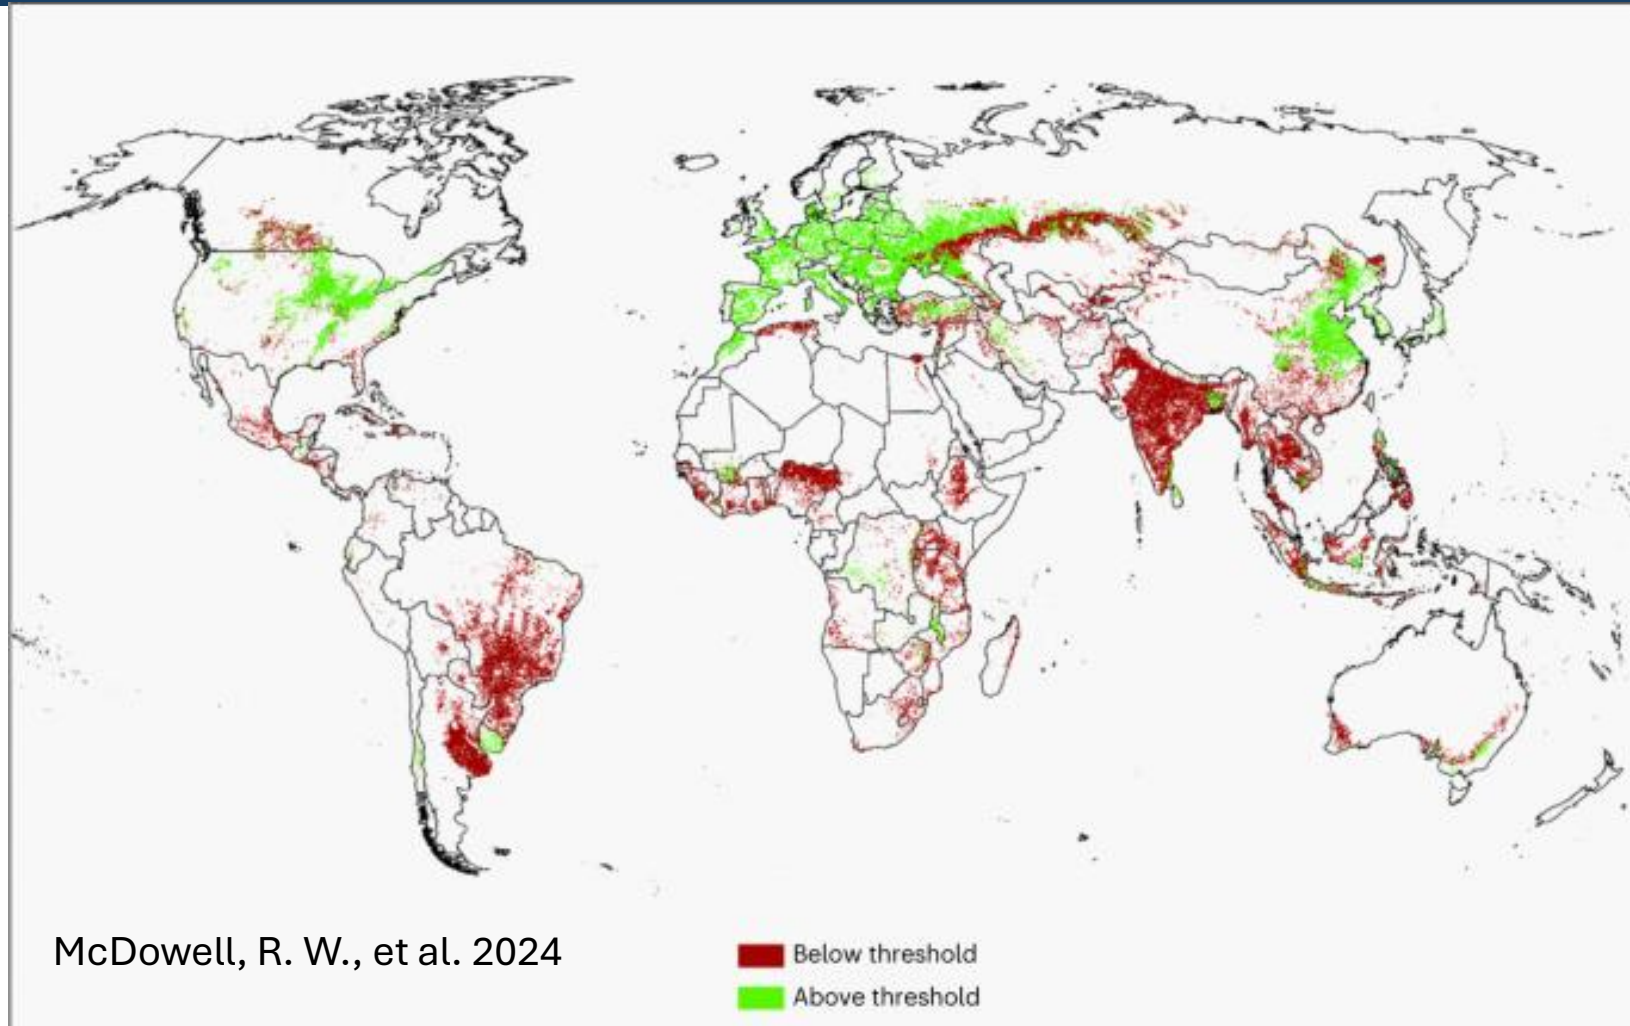 McDowell, R. W., et al. 2024
Below threshold
Above threshold